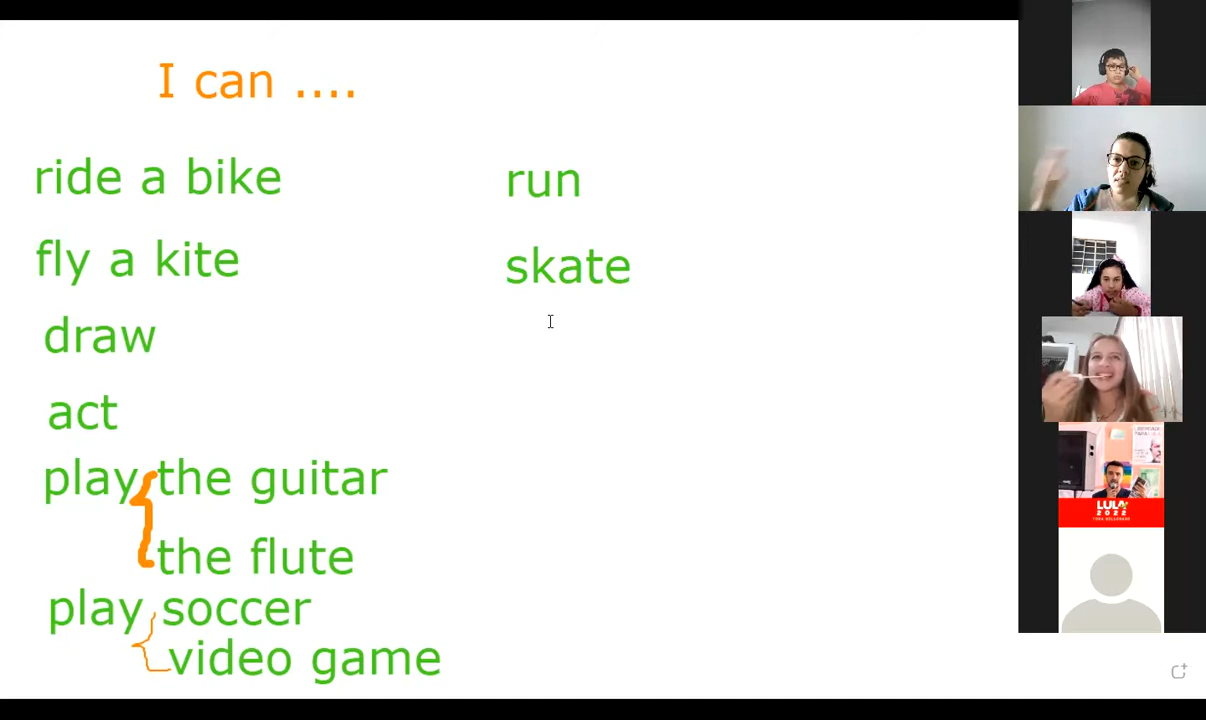 I can ....
ride a bike
fly a kite
draw
act
play the guitar
the flute
play soccer
video game
run
skate
LULA
2022